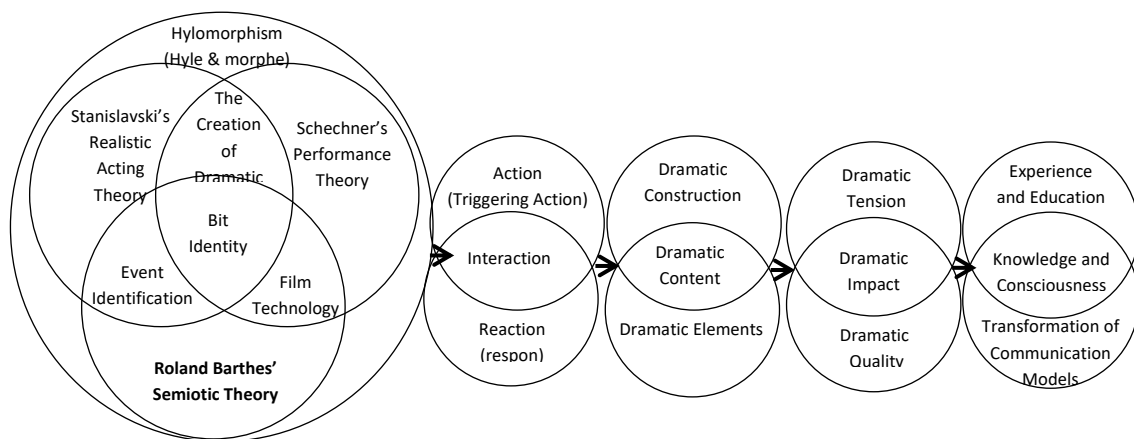 Hylomorphism
(Hyle & morphe)
Stanislavski's
Realistic
Acting
Theory
The
Creation
of
Dramatic
Schechner's
Performance
Theory
Bit
Identity
Event
Identification
Film
Technology
Roland Barthes'
Semiotic Theory
Action
(Triggering Action)
Interaction
Reaction
(respon)
Dramatic
Construction
Dramatic
Content
Dramatic Elements
Dramatic
Tension
Dramatic
Impact
Dramatic
Quality
Experience
and Education
Knowledge and
Consciousness
Transformation of
Communication
Models